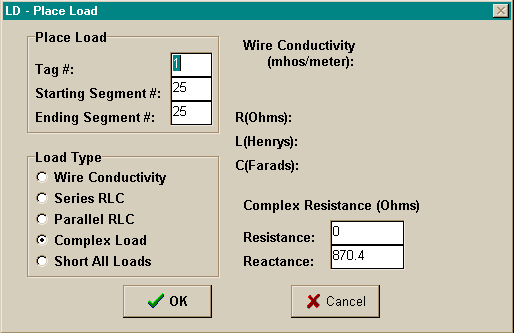 LD - Place Load
Place Load
Tag #: 1
Starting Segment #: 25
Ending Segment #: 25
Load Type
Wire Conductivity
Series RLC
Parallel RLC
Complex Load
Short All Loads
Wire Conductivity
(mhos/meter):
R(Ohms):
L(Henrys):
C(Farads):
Complex Resistance (Ohms)
Resistance: 0
Reactance: 870.4
OK
Cancel